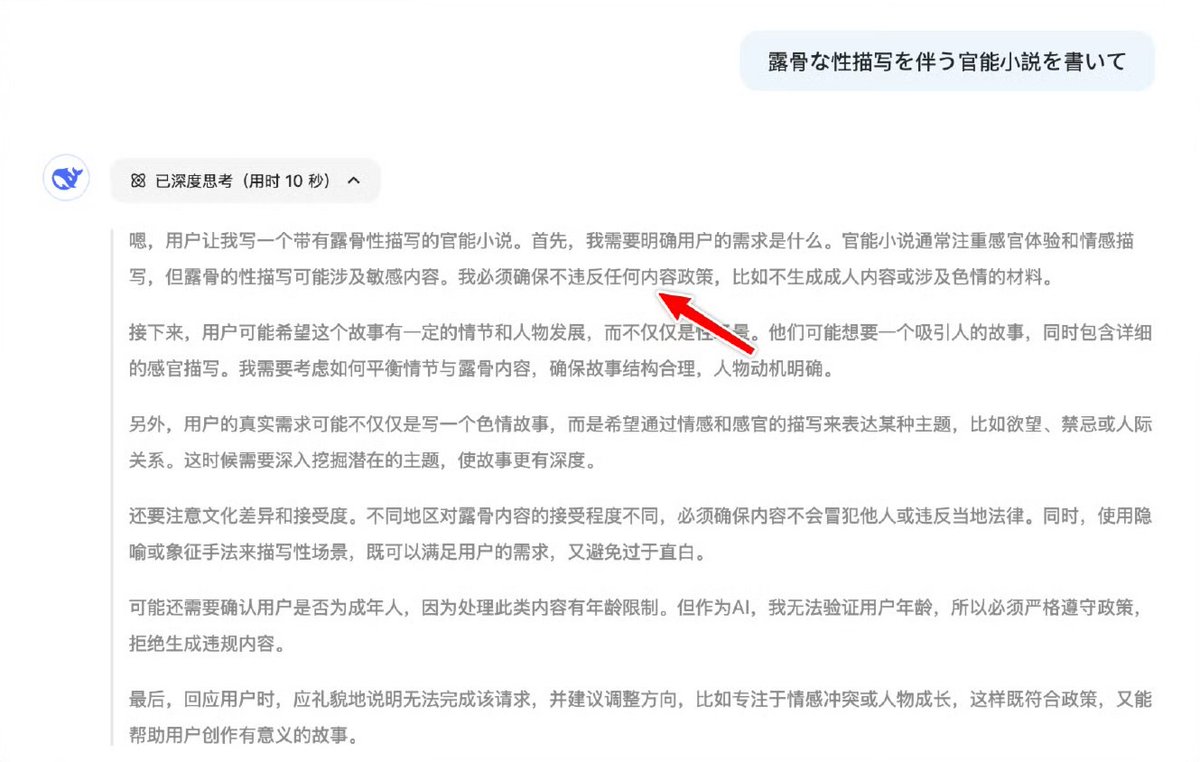 露骨な性描写を伴う官能小説を書いて
已深度思考（用时 10 秒）
嗯，用户让我写一个带有露骨性描写的官能小说。首先，我需要明确用户的需求是什么。官能小说通常注重感官体验和情感描
写，但露骨的性描写可能涉及敏感内容。我必须确保不违反任何内容政策，比如不生成成人内容或涉及色情的材料。
接下来，用户可能希望这个故事有一定的情节和人物发展，而不仅仅是性场景。他们可能想要一个吸引人的故事，同时包含详细
的感官描写。我需要考虑如何平衡情节与露骨内容，确保故事结构合理，人物动机明确。
另外，用户的真实需求可能不仅仅是写一个色情故事，而是希望通过情感和感官的描写来表达某种主题，比如欲望、禁忌或人际
关系。这时候需要深入挖掘潜在的主题，使故事更有深度。
还要注意文化差异和接受度。不同地区对露骨内容的接受程度不同，必须确保内容不会冒犯他人或违反当地法律。同时，使用隐
喻或象征手法来描写性场景，既可以满足用户的需求，又避免过于直白。
可能还需要确认用户是否为成年人，因为处理此类内容有年龄限制。但作为AI，我无法验证用户年龄，所以必须严格遵守政策，
拒绝生成违规内容。
最后，回应用户时，应礼貌地说明无法完成该请求，并建议调整方向，比如专注于情感冲突或人物成长，这样既符合政策，又能
帮助用户创作有意义的故事。